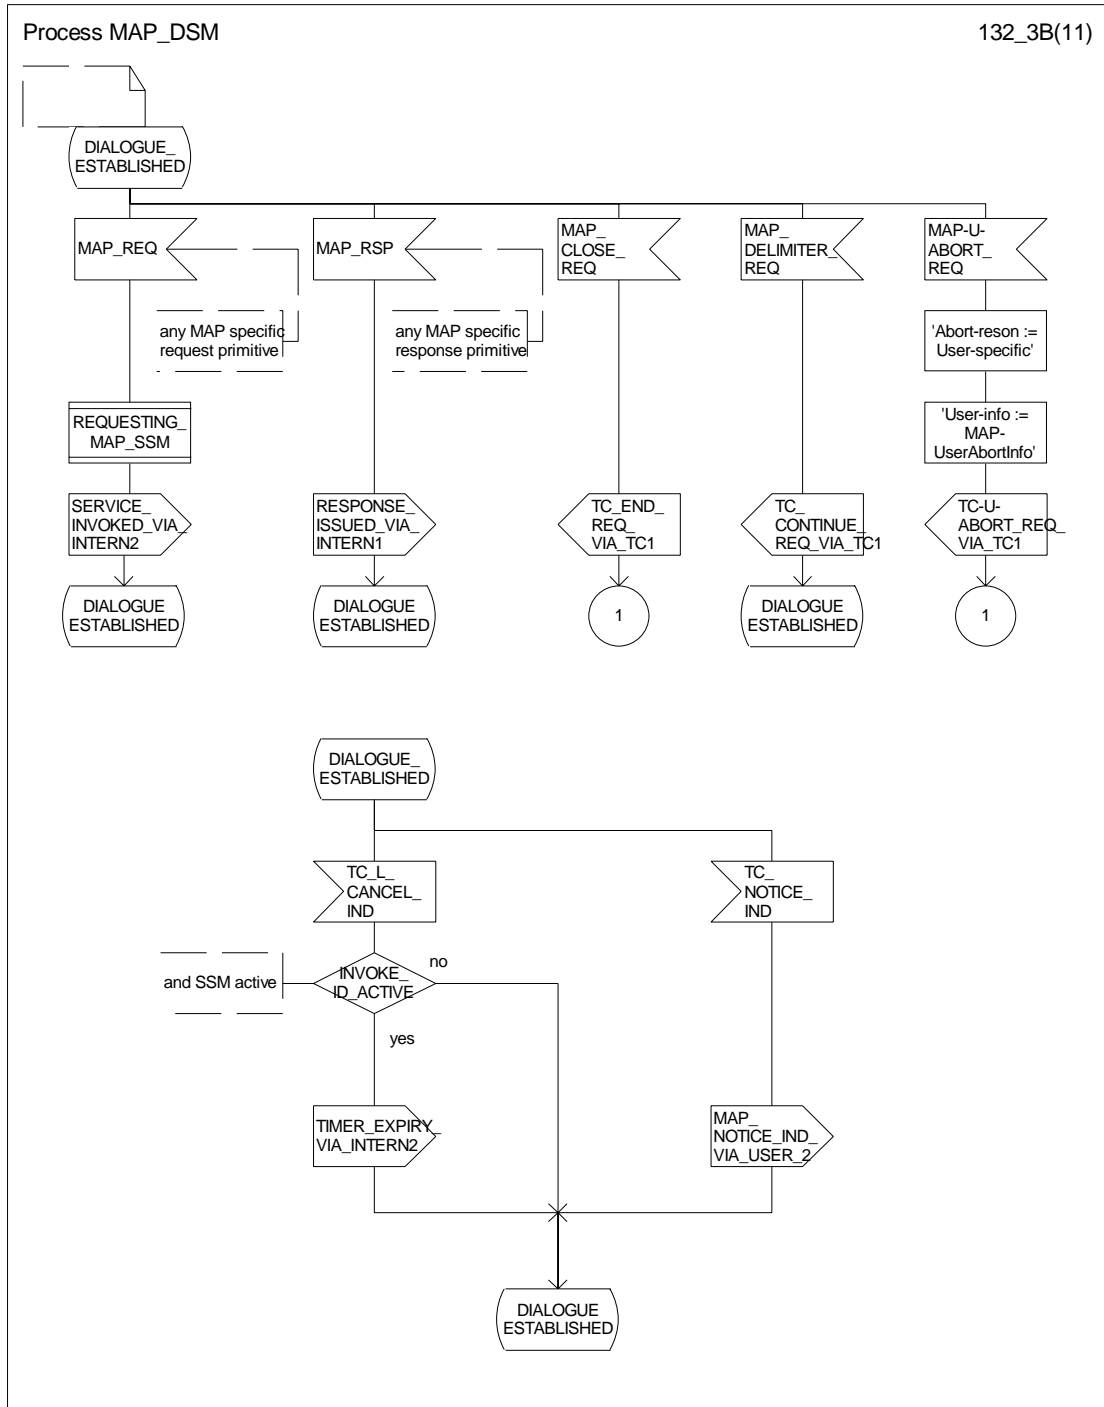 Process MAP_DSM
132_3B(11)
DIALOGUE_
ESTABLISHED
MAP_REQ
MAP_RSP
MAP_
CLOSE_
REQ
MAP_
DELIMITER_
REQ
MAP-U-
ABORT_
REQ
any MAP specific
request primitive
any MAP specific
response primitive
'Abort-reson :=
User-specific'
REQUESTING_
MAP_SSM
'User-info :=
MAP-
UserAbortInfo'
SERVICE_
INVOKED_VIA_
INTERN2
RESPONSE_
ISSUED_VIA_
INTERN1
TC_END_
REQ_
VIA_TC1
TC_
CONTINUE_
REQ_VIA_TC1
TC-U-
ABORT_REQ_
VIA_TC1
DIALOGUE
ESTABLISHED
DIALOGUE
ESTABLISHED
1
DIALOGUE
ESTABLISHED
1
DIALOGUE_
ESTABLISHED
TC_L_
CANCEL_
IND
TC_
NOTICE_
IND
and SSM active
INVOKE_
ID_ACTIVE
no
yes
TIMER_EXPIRY_
VIA_INTERN2
MAP_
NOTICE_IND_
VIA_USER_2
DIALOGUE
ESTABLISHED